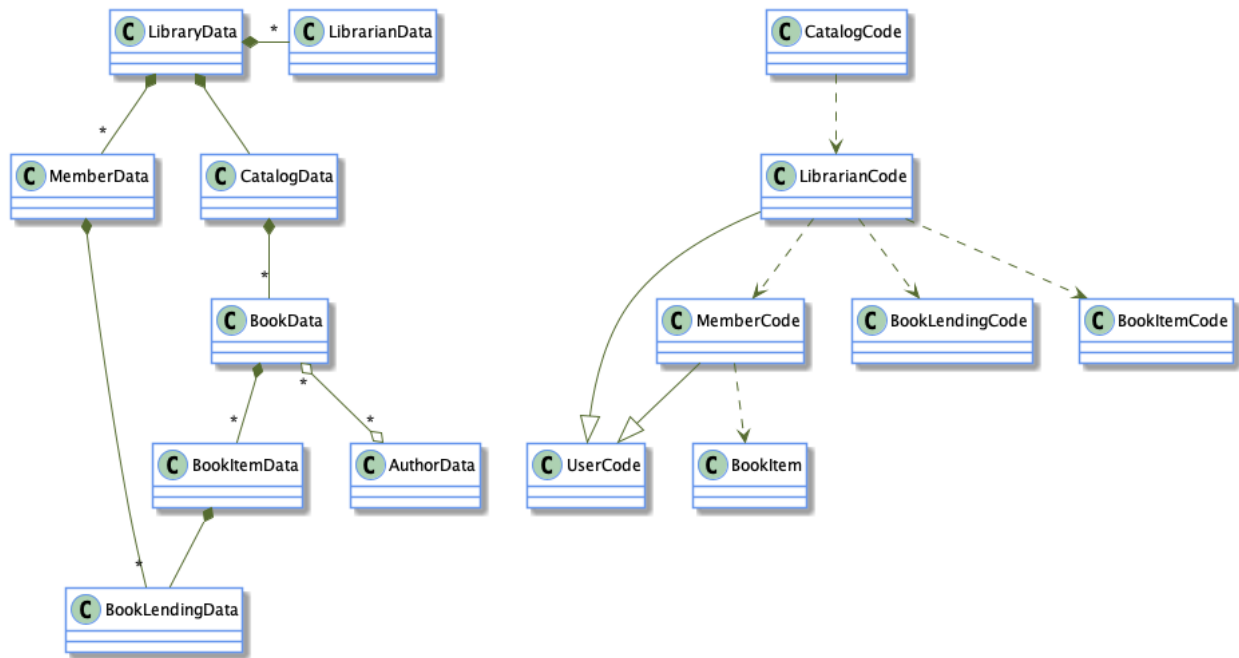 C LibraryData
*
C LibrarianData
C CatalogCode
*
C MemberData
C CatalogData
C LibrarianCode
*
C BookData
C MemberCode
C BookLendingCode
C BookItemCode
*
*
*
C BookItemData
C AuthorData
C UserCode
C BookItem
*
C BookLendingData